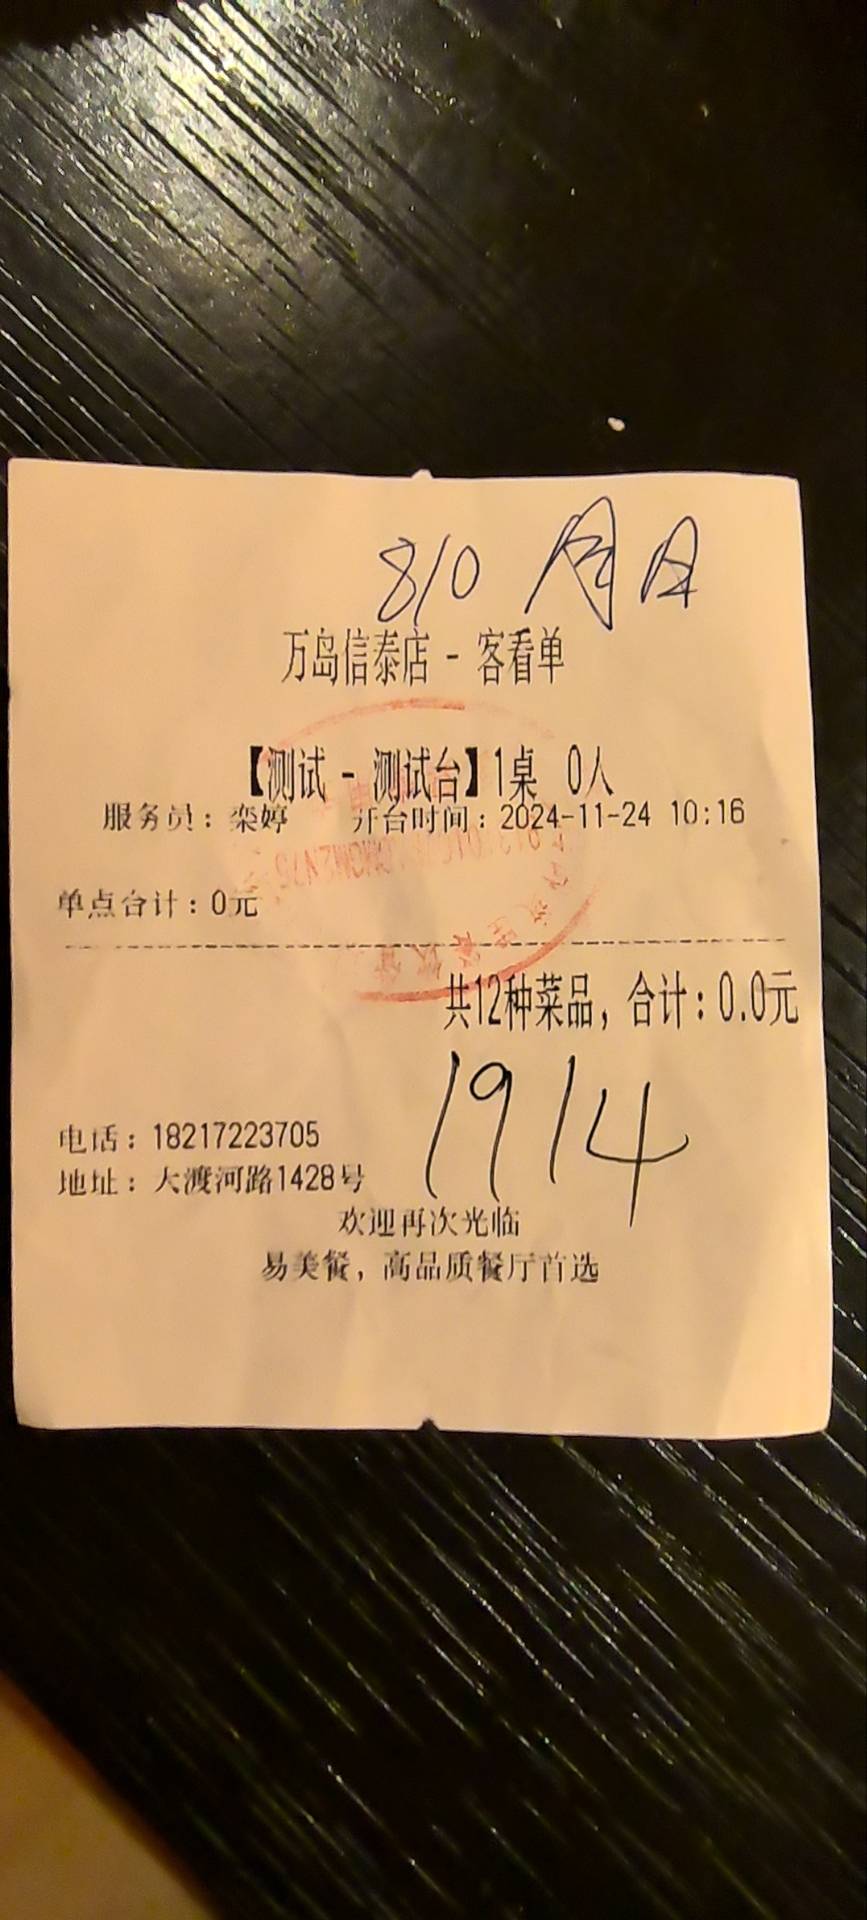 810
万岛信泰店 - 客看单
【测试 - 测试台】1桌 0人
服务员：栾婷 开台时间：2024-11-24 10:16
单点合计：0元
共12种菜品，合计：0.0元
1914
电话：18217223705
地址：大渡河路1428号
欢迎再次光临
易美餐，高品质餐厅首选